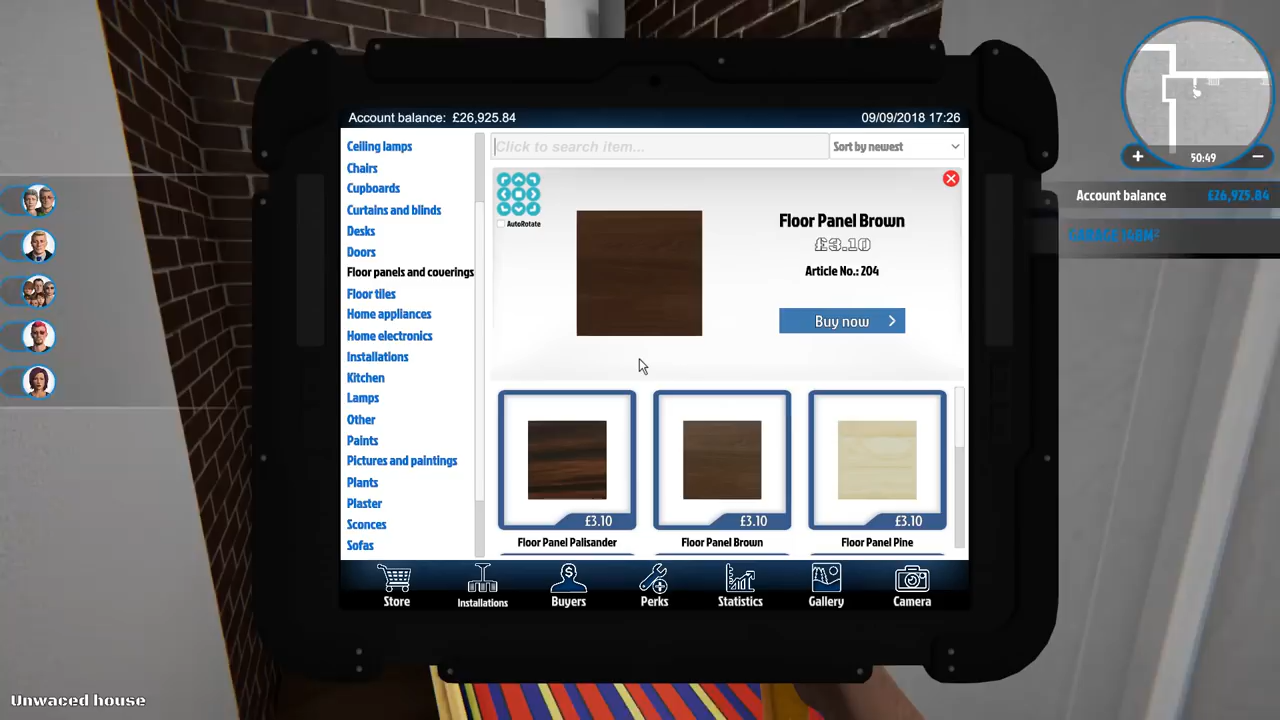 Account balance: £26,925.84
09/09/2018 17:26
Ceiling lamps
Chairs
Cupboards
Curtains and blinds
Desks
Doors
Floor panels and coverings
Floor tiles
Home appliances
Home electronics
Installations
Kitchen
Lamps
Other
Paints
Pictures and paintings
Plants
Plaster
Sconces
Sofas
Click to search item...
Sort by newest
AutoRotate
Floor Panel Brown
£3.10
Article No.: 204
Buy now
£3.10
£3.10
£3.10
Floor Panel Palisander
Floor Panel Brown
Floor Panel Pine
Store
Installations
Buyers
Perks
Statistics
Gallery
Camera
+ 50:49 −
Account balance £26,925.84
GARAGE 148M²
Unwaced house